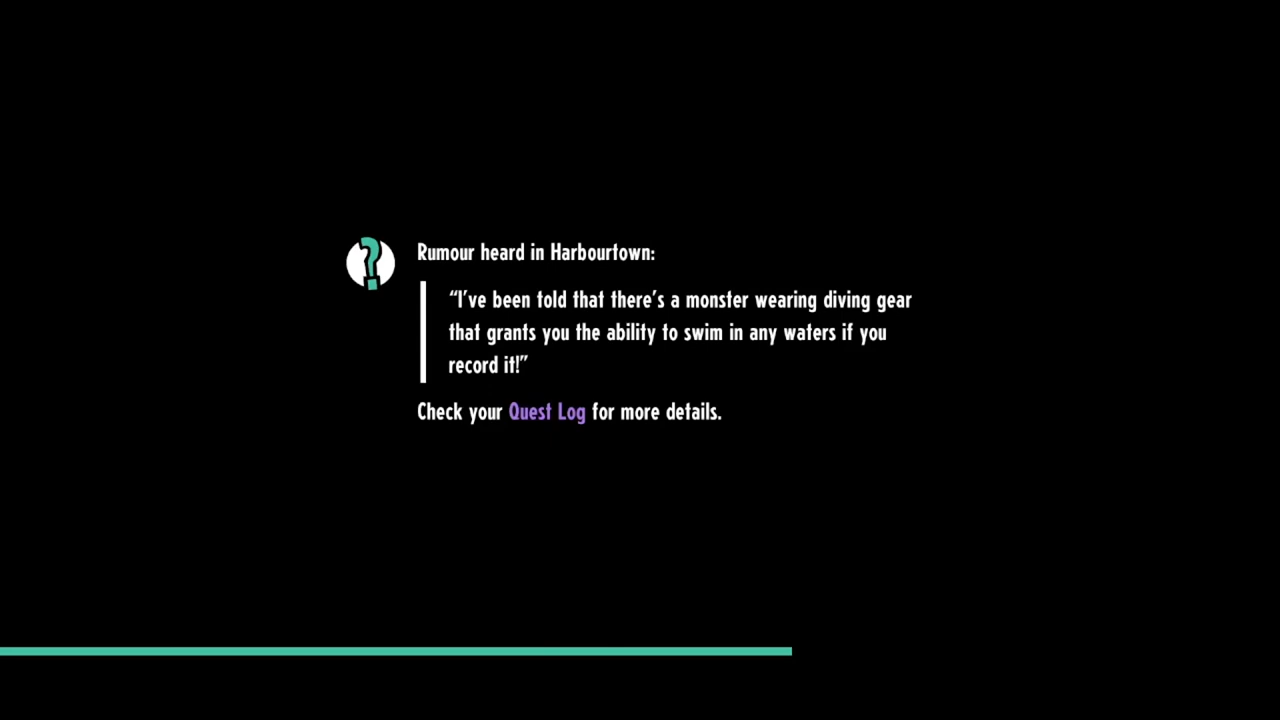 Rumour heard in Harbourtown:
“I’ve been told that there’s a monster wearing diving gear
that grants you the ability to swim in any waters if you
record it!”
Check your Quest Log for more details.